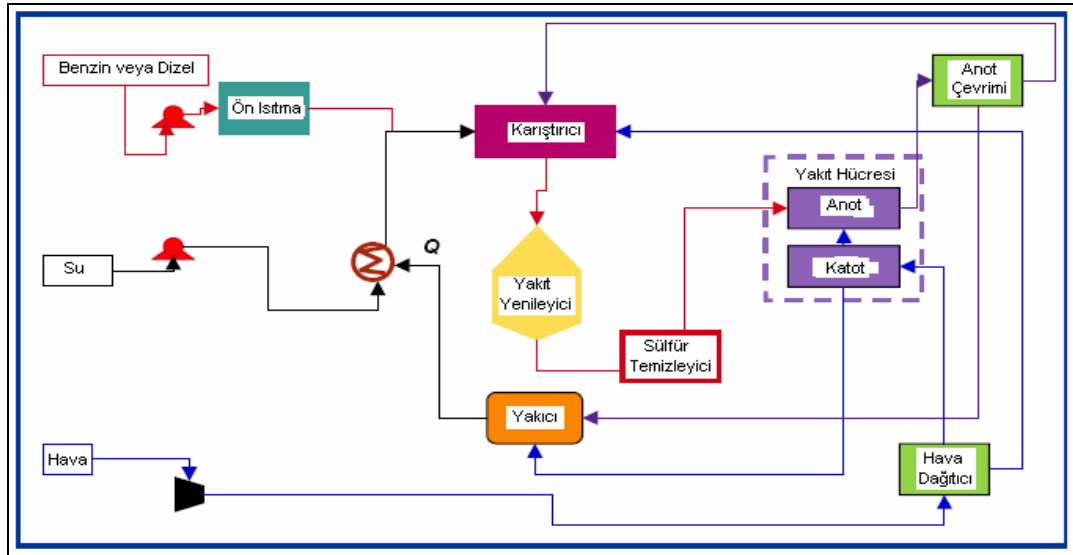 Benzin veya Dizel
Ön Isıtma
Karıştırıcı
Anot
Çevrimi
Yakıt Hücresi
Anot
Katot
Su
Q
Yakıt
Yenileyici
Sülfür
Temizleyici
Yakıcı
Hava
Hava
Dağıtıcı